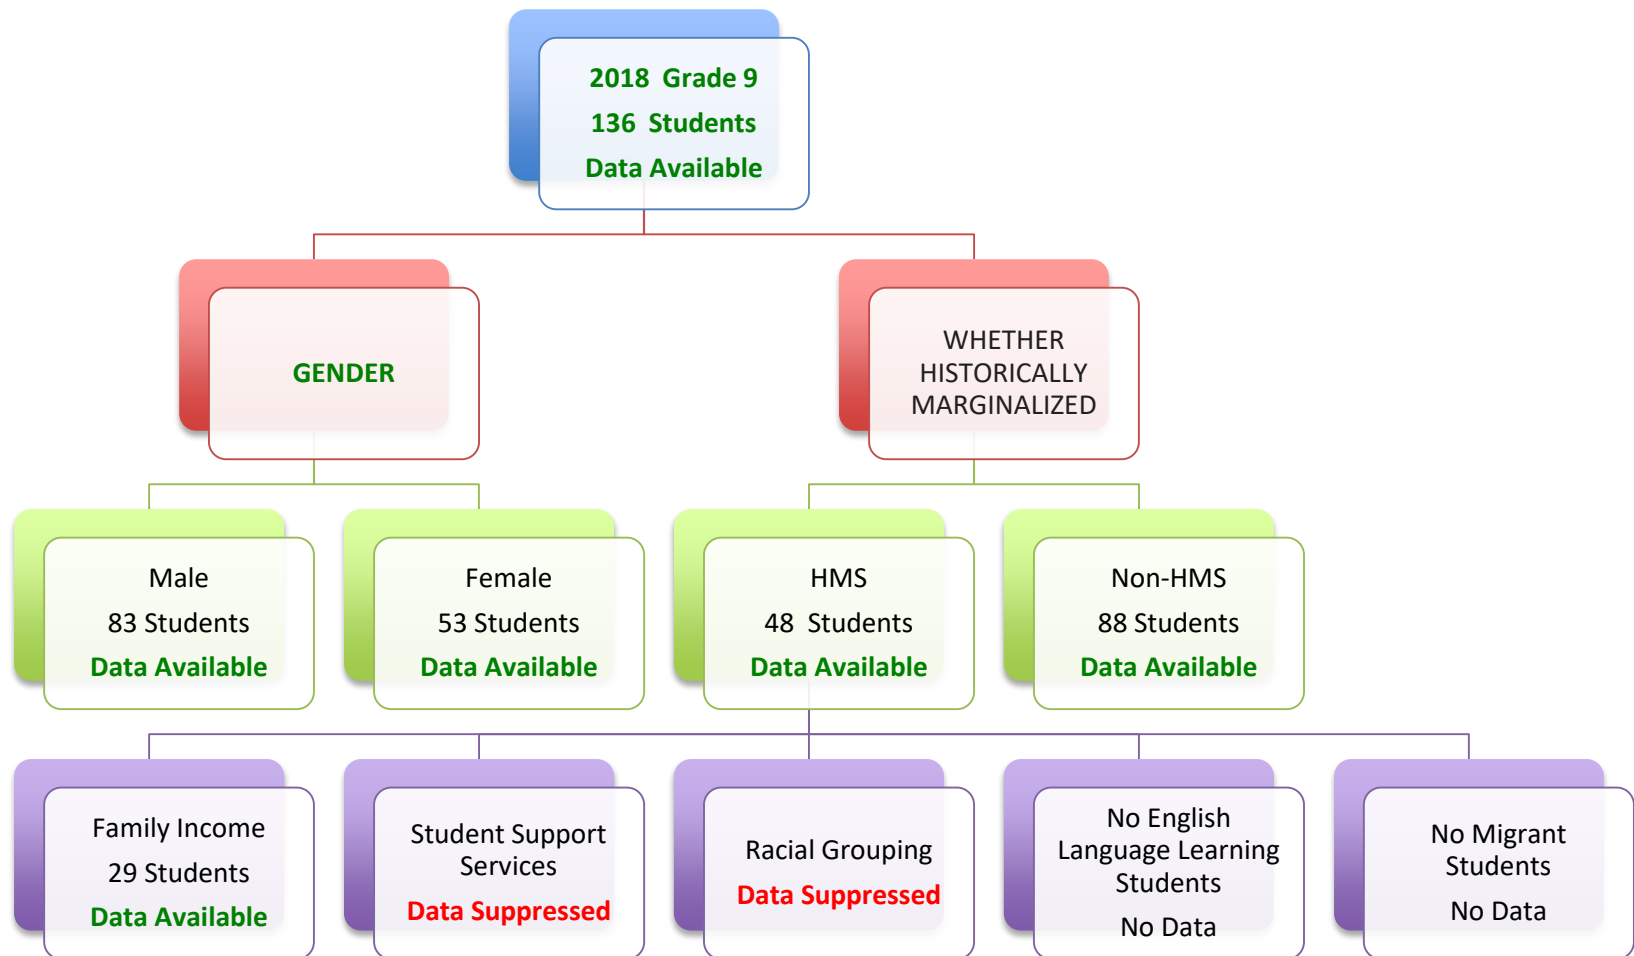 2018 Grade 9
136 Students
Data Available
GENDER
WHETHER
HISTORICALLY
MARGINALIZED
Male
83 Students
Data Available
Female
53 Students
Data Available
HMS
48 Students
Data Available
Non-HMS
88 Students
Data Available
Family Income
29 Students
Data Available
Student Support
Services
Data Suppressed
Racial Grouping
Data Suppressed
No English
Language Learning
Students
No Data
No Migrant
Students
No Data